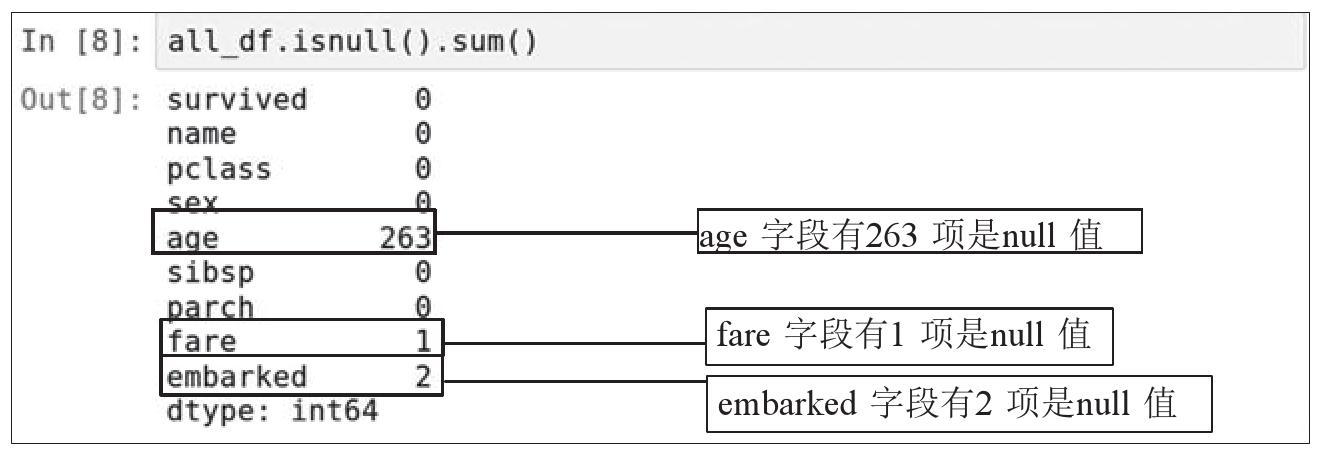 In [8]: all_df.isnull().sum()
Out[8]: survived 0
name 0
pclass 0
sex 0
age 263
age 字段有263 项是null 值
sibsp 0
parch 0
fare 1
fare 字段有1 项是null 值
embarked 2
embarked 字段有2 项是null 值
dtype: int64